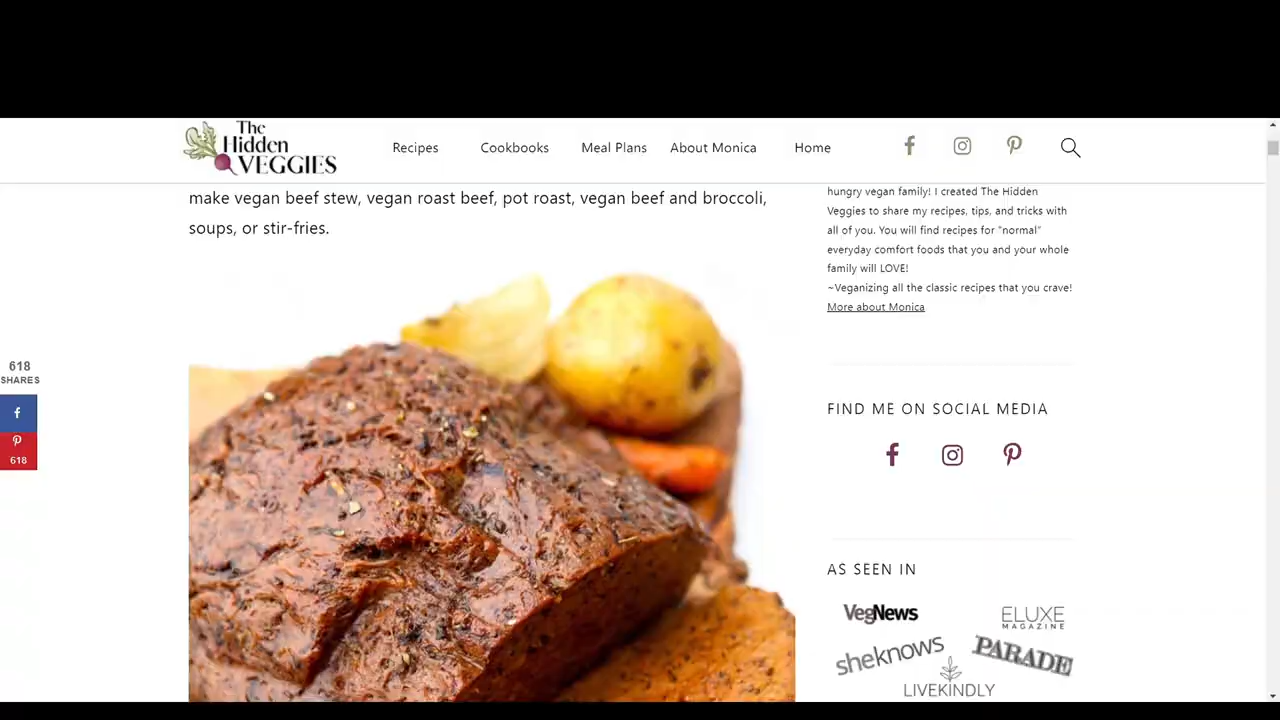 The
Hidden
VEGGIES
Recipes
Cookbooks
Meal Plans
About Monica
Home
make vegan beef stew, vegan roast beef, pot roast, vegan beef and broccoli,
soups, or stir-fries.
618
SHARES
618
hungry vegan family! I created The Hidden
Veggies to share my recipes, tips, and tricks with
all of you. You will find recipes for "normal"
everyday comfort foods that you and your whole
family will LOVE!
~Veganizing all the classic recipes that you crave!
More about Monica
FIND ME ON SOCIAL MEDIA
AS SEEN IN
VegNews
ELUXE
MAGAZINE
sheknows
PARADE
LIVEKINDLY